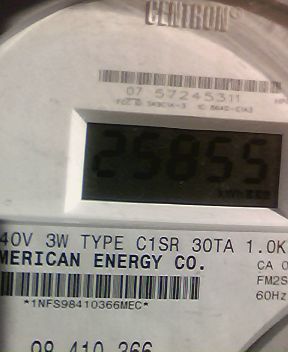 CENTRON®
07 57245311
25855
40V 3W TYPE C1SR 30TA 1.0K
MERICAN ENERGY CO.
CA 0
FM2S
60Hz
*1NFS98410366MEC*
98 410 366